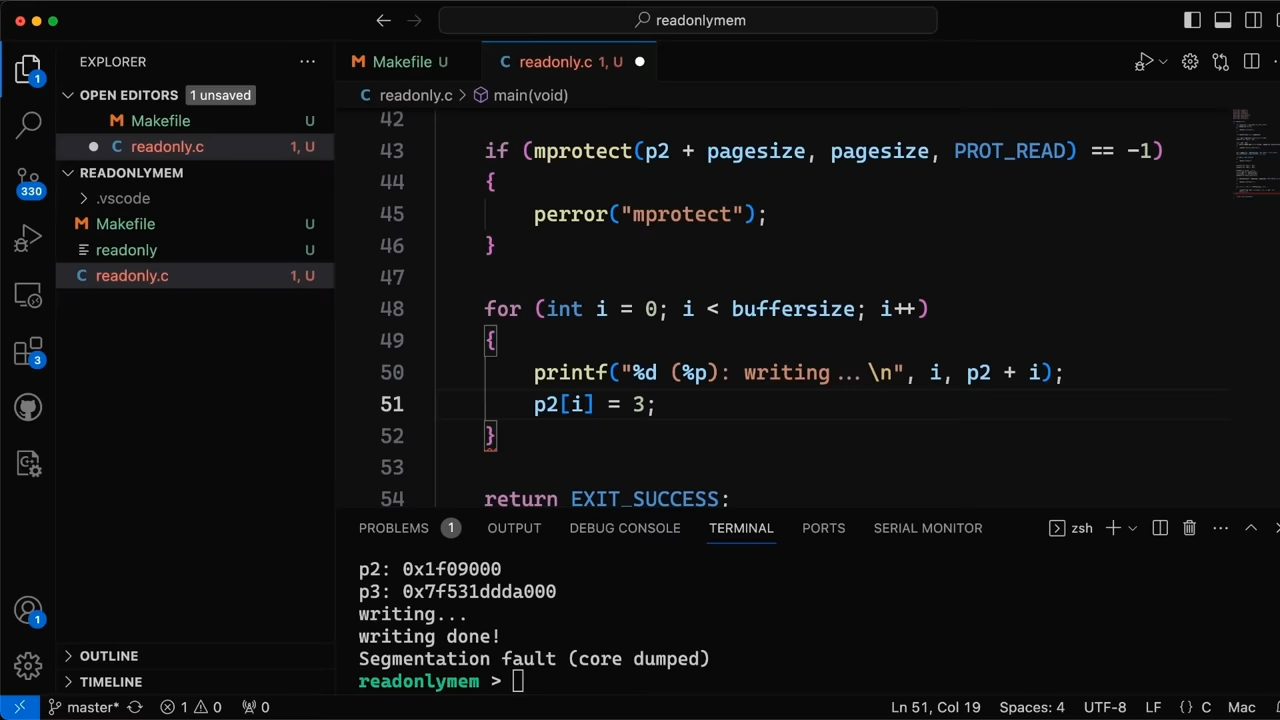 readonlymem
EXPLORER
OPEN EDITORS 1 unsaved
Makefile U
readonly.c 1, U
READONLYMEM
.vscode
Makefile U
readonly U
readonly.c 1, U
OUTLINE
TIMELINE
1
330
3
1
Makefile U
readonly.c 1, U
readonly.c > main(void)
42
43 if (mprotect(p2 + pagesize, pagesize, PROT_READ) == -1)
44 {
45 perror("mprotect");
46 }
47
48 for (int i = 0; i < buffersize; i++)
49 {
50 printf("%d (%p): writing...\n", i, p2 + i);
51 p2[i] = 3;
52 }
53
54 return EXIT_SUCCESS;
PROBLEMS 1 OUTPUT DEBUG CONSOLE TERMINAL PORTS SERIAL MONITOR zsh
p2: 0x1f09000
p3: 0x7f531ddda000
writing...
writing done!
Segmentation fault (core dumped)
readonlymem >
master* 1 0 0 Ln 51, Col 19 Spaces: 4 UTF-8 LF {} C Mac